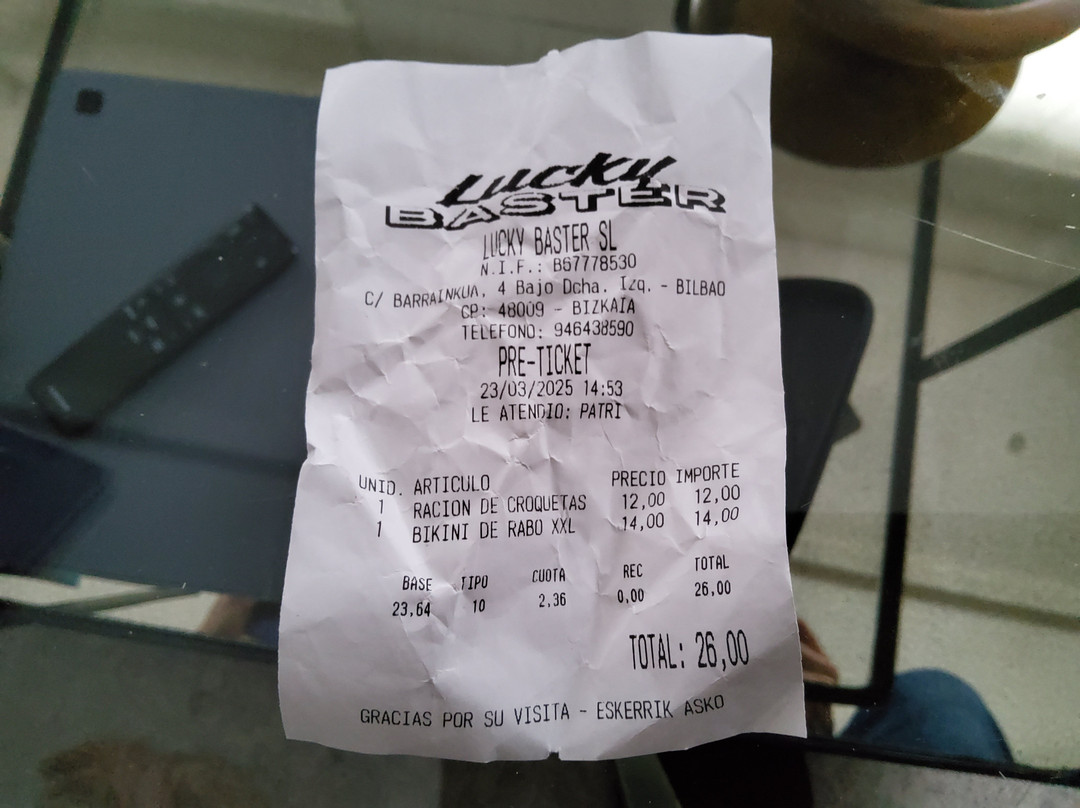 Lucky
BASTER
LUCKY BASTER SL
N.I.F.: B67778530
C/ BARRAINKUA, 4 Bajo Dcha. Izq. - BILBAO
CP: 48009 - BIZKAIA
TELEFONO: 946438590
PRE-TICKET
23/03/2025 14:53
LE ATENDIO: PATRI
UNID. ARTICULO PRECIO IMPORTE
1 RACION DE CROQUETAS 12,00 12,00
1 BIKINI DE RABO XXL 14,00 14,00
BASE TIPO CUOTA REC TOTAL
23,64 10 2,36 0,00 26,00
TOTAL: 26,00
GRACIAS POR SU VISITA - ESKERRIK ASKO